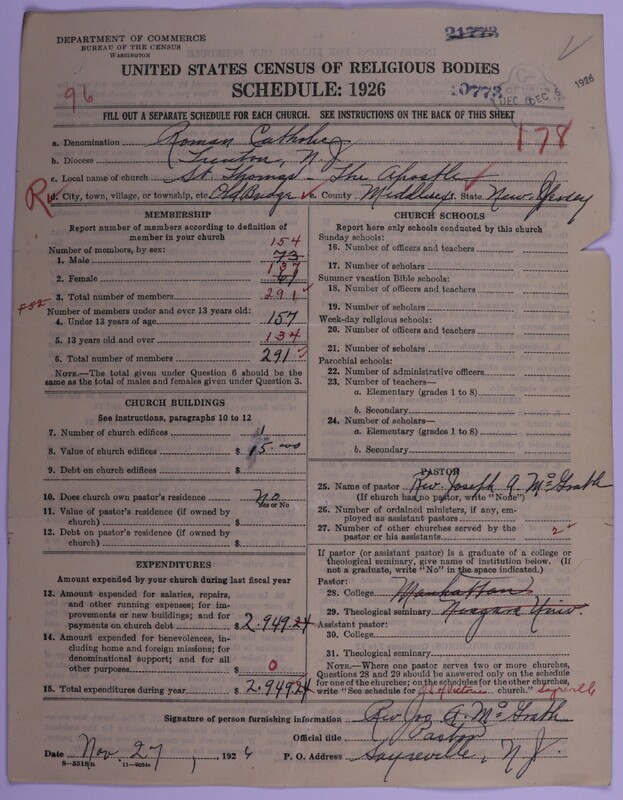 DEPARTMENT OF COMMERCE
BUREAU OF THE CENSUS
WASHINGTON
21773
UNITED STATES CENSUS OF RELIGIOUS BODIES
SCHEDULE: 1926
96
10773
DEC 6 1926
FILL OUT A SEPARATE SCHEDULE FOR EACH CHURCH. SEE INSTRUCTIONS ON THE BACK OF THIS SHEET
178
a. Denomination Roman Catholic
b. Diocese Trenton, N.J.
c. Local name of church St. Thomas - The Apostle
R d. City, town, village, or township, etc. Old Bridge e. County Middlesex f. State New Jersey
MEMBERSHIP
Report number of members according to definition of
member in your church
Number of members, by sex: 154
1. Male 73
137
2. Female
3. Total number of members 291
Number of members under and over 13 years old:
4. Under 13 years of age 157
5. 13 years old and over 134
6. Total number of members 291
NOTE.—The total given under Question 6 should be the
same as the total of males and females given under Question 3.
CHURCH BUILDINGS
See instructions, paragraphs 10 to 12
7. Number of church edifices 1
8. Value of church edifices $ 15.000
9. Debt on church edifices $
10. Does church own pastor's residence No
Yes or No
11. Value of pastor's residence (if owned by
church) $
12. Debt on pastor's residence (if owned by
church) $
EXPENDITURES
Amount expended by your church during last fiscal year
13. Amount expended for salaries, repairs,
and other running expenses; for im-
provements or new buildings; and for
payments on church debt $ 2.949.24
14. Amount expended for benevolences,
including home and foreign missions; for
denominational support; and for all
other purposes $ 0
15. Total expenditures during year $ 2.949.24
CHURCH SCHOOLS
Report here only schools conducted by this church
Sunday schools:
16. Number of officers and teachers
17. Number of scholars
Summer vacation Bible schools:
18. Number of officers and teachers
19. Number of scholars
Week-day religious schools:
20. Number of officers and teachers
21. Number of scholars
Parochial schools:
22. Number of administrative officers
23. Number of teachers—
a. Elementary (grades 1 to 8)
b. Secondary
24. Number of scholars—
a. Elementary (grades 1 to 8)
b. Secondary
PASTOR
25. Name of pastor Rev. Joseph A. McGrath
(If church has no pastor, write "None")
26. Number of ordained ministers, if any, em-
ployed as assistant pastors
27. Number of other churches served by the
pastor or his assistants 2
If pastor (or assistant pastor) is a graduate of a college or
theological seminary, give name of institution below. (If
not a graduate, write "No" in the space indicated.)
Pastor:
28. College Manhattan
29. Theological seminary Niagara Univ.
Assistant pastor:
30. College
31. Theological seminary
NOTE.—Where one pastor serves two or more churches,
Questions 28 and 29 should be answered only on the schedule
for one of the churches; on the schedules for the other churches,
write "See schedule for of Victories church." Sayreville
Signature of person furnishing information Rev Jos A. McGrath
Official title Pastor
Date Nov. 27, 1926 P. O. Address Sayreville, N.J.
8—5518a 11—9034a